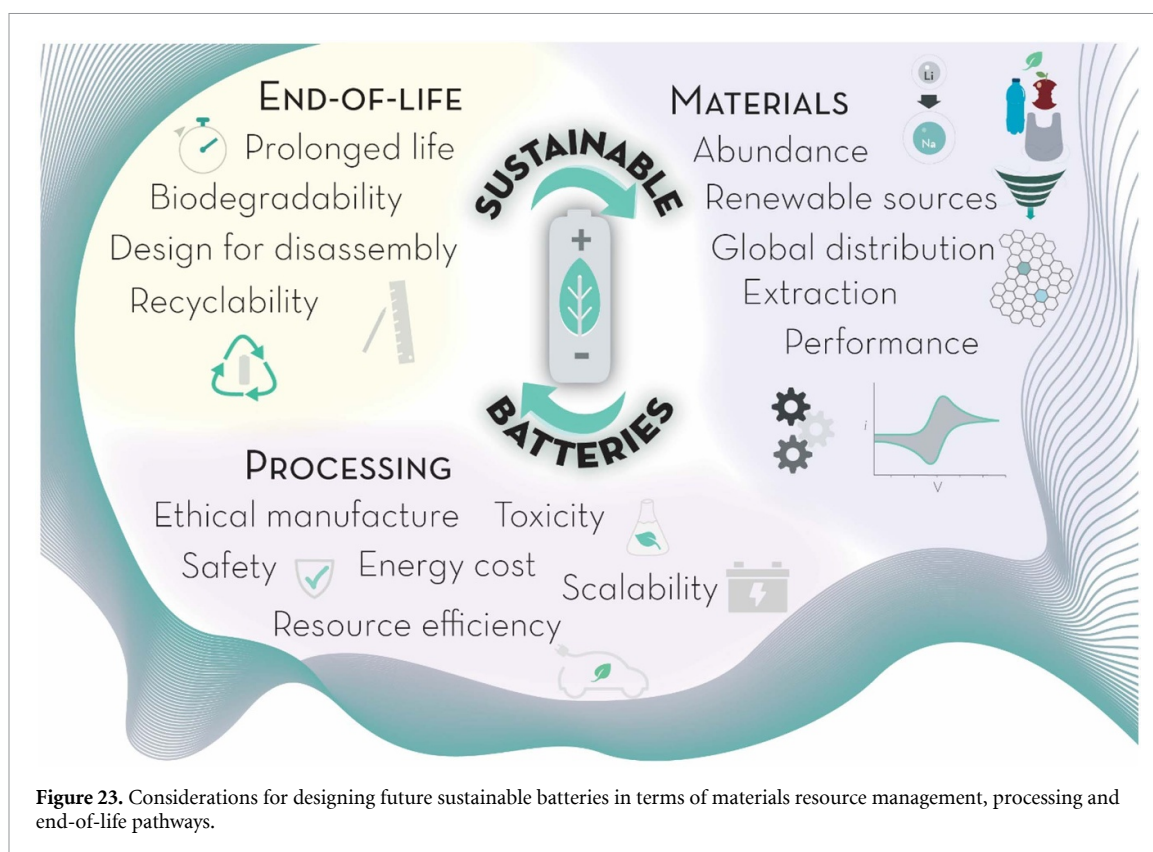 END-OF-LIFE
Prolonged life
Biodegradability
Design for disassembly
Recyclability
SUSTAINABLE
+
-
BATTERIES
MATERIALS
Li
Na
Abundance
Renewable sources
Global distribution
Extraction
Performance
i
V
PROCESSING
Ethical manufacture Toxicity
Safety Energy cost
Scalability
Resource efficiency
Figure 23. Considerations for designing future sustainable batteries in terms of materials resource management, processing and
end-of-life pathways.